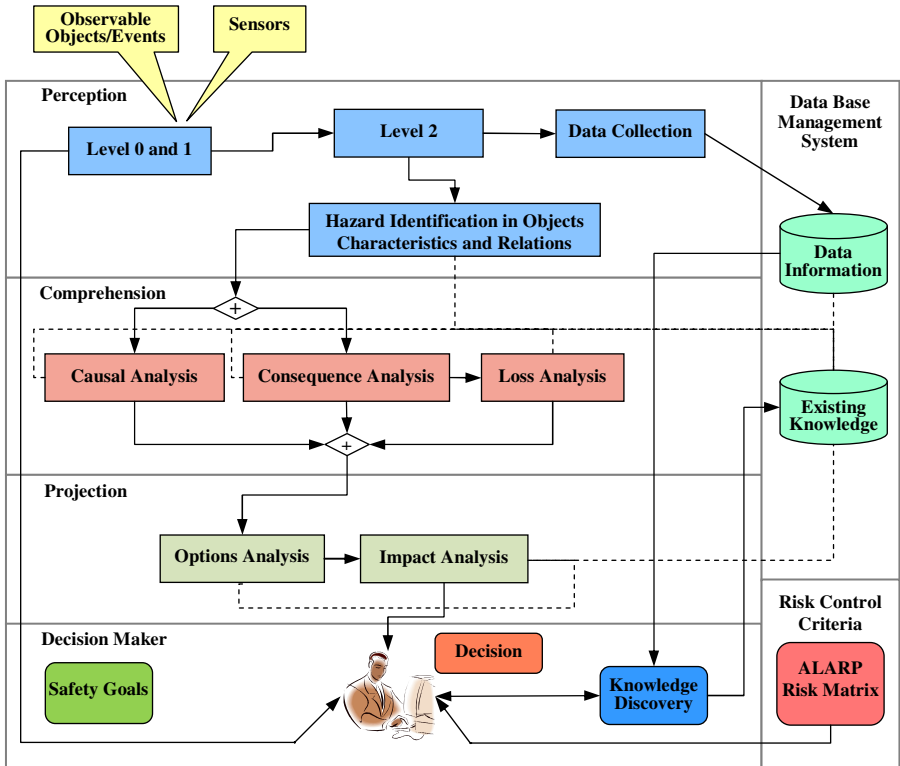 Observable
Objects/Events
Sensors
Perception
Data Base
Management
System
Level 0 and 1
Level 2
Data Collection
Hazard Identification in Objects
Characteristics and Relations
Data
Information
Comprehension
+
Causal Analysis
Consequence Analysis
Loss Analysis
Existing
Knowledge
+
Projection
Options Analysis
Impact Analysis
Risk Control
Criteria
Decision Maker
Decision
Safety Goals
Knowledge
Discovery
ALARP
Risk Matrix